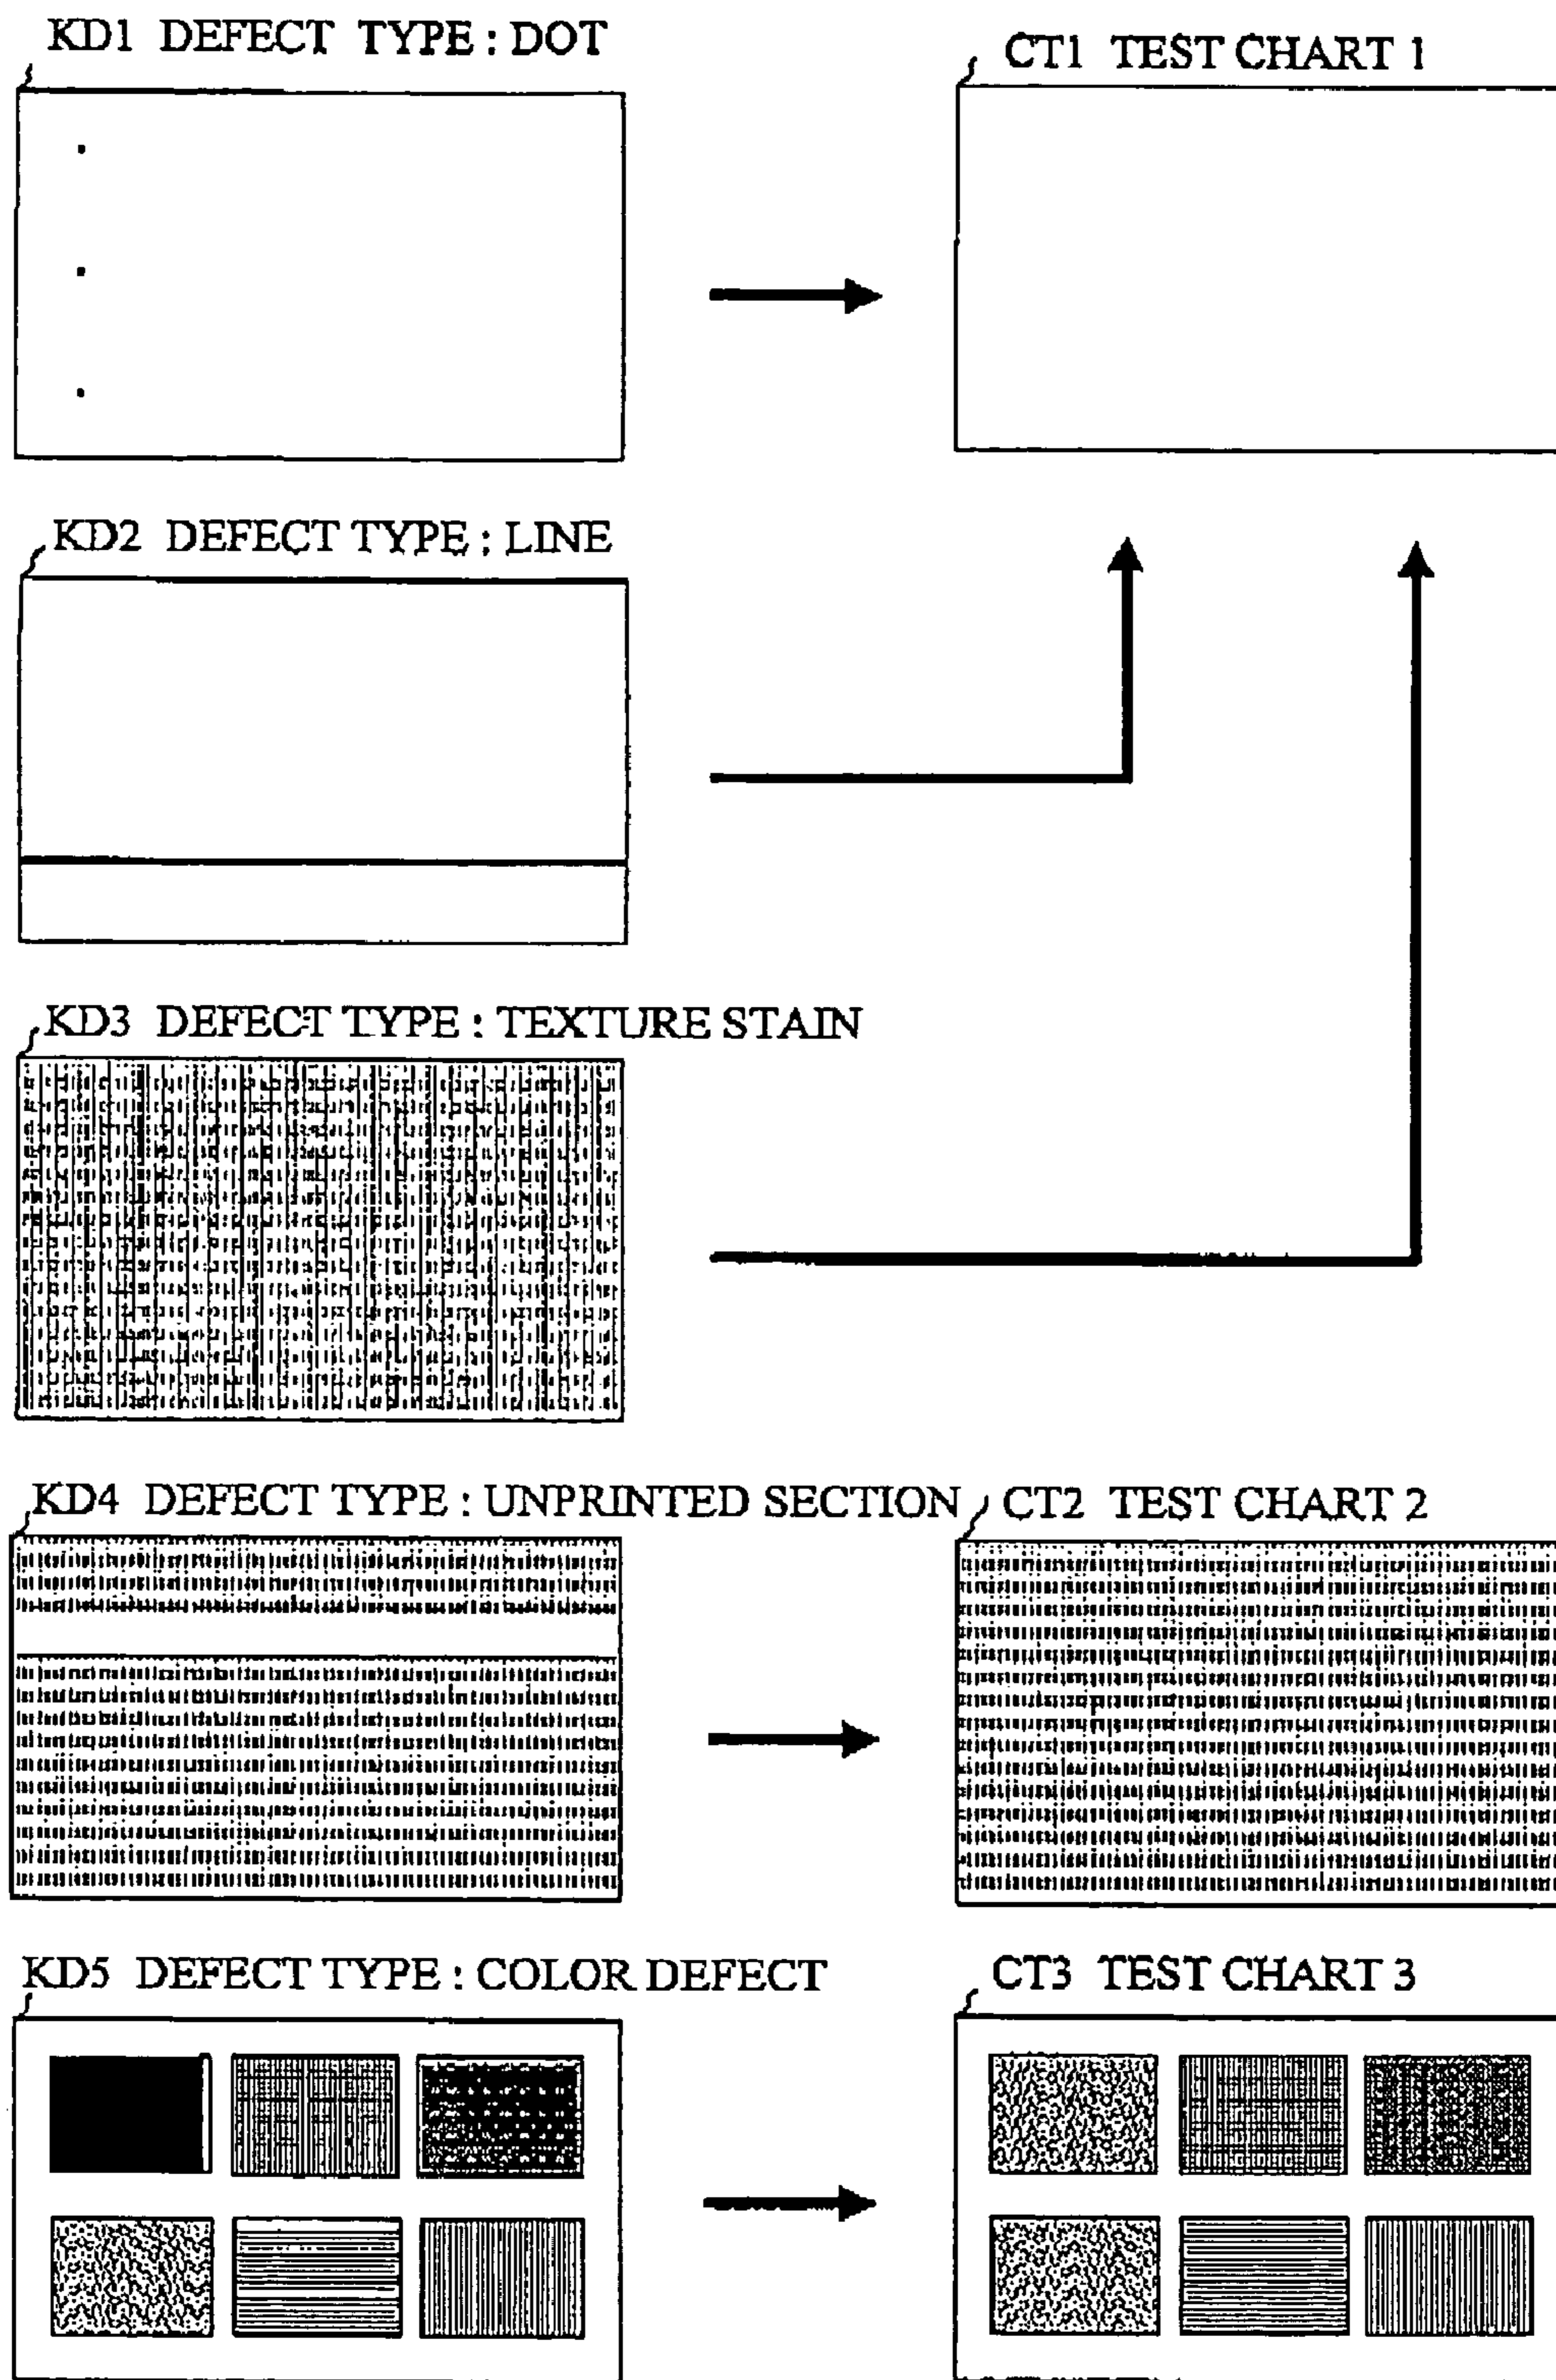 KD1 DEFECT TYPE : DOT
CT1 TEST CHART 1
KD2 DEFECT TYPE : LINE
KD3 DEFECT TYPE : TEXTURE STAIN
KD4 DEFECT TYPE : UNPRINTED SECTION
CT2 TEST CHART 2
KD5 DEFECT TYPE : COLOR DEFECT
CT3 TEST CHART 3